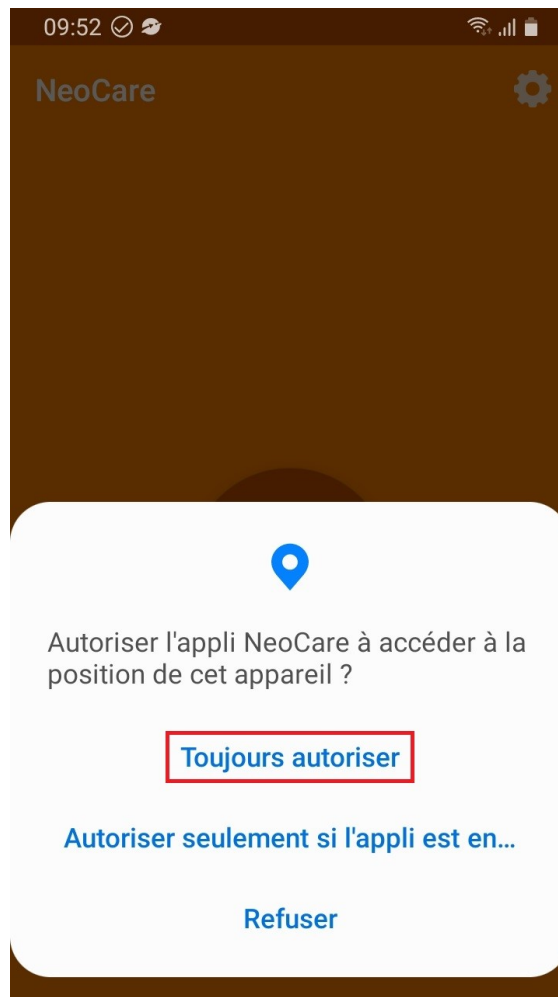 09:52
NeoCare
Autoriser l'appli NeoCare à accéder à la
position de cet appareil ?
Toujours autoriser
Autoriser seulement si l'appli est en...
Refuser